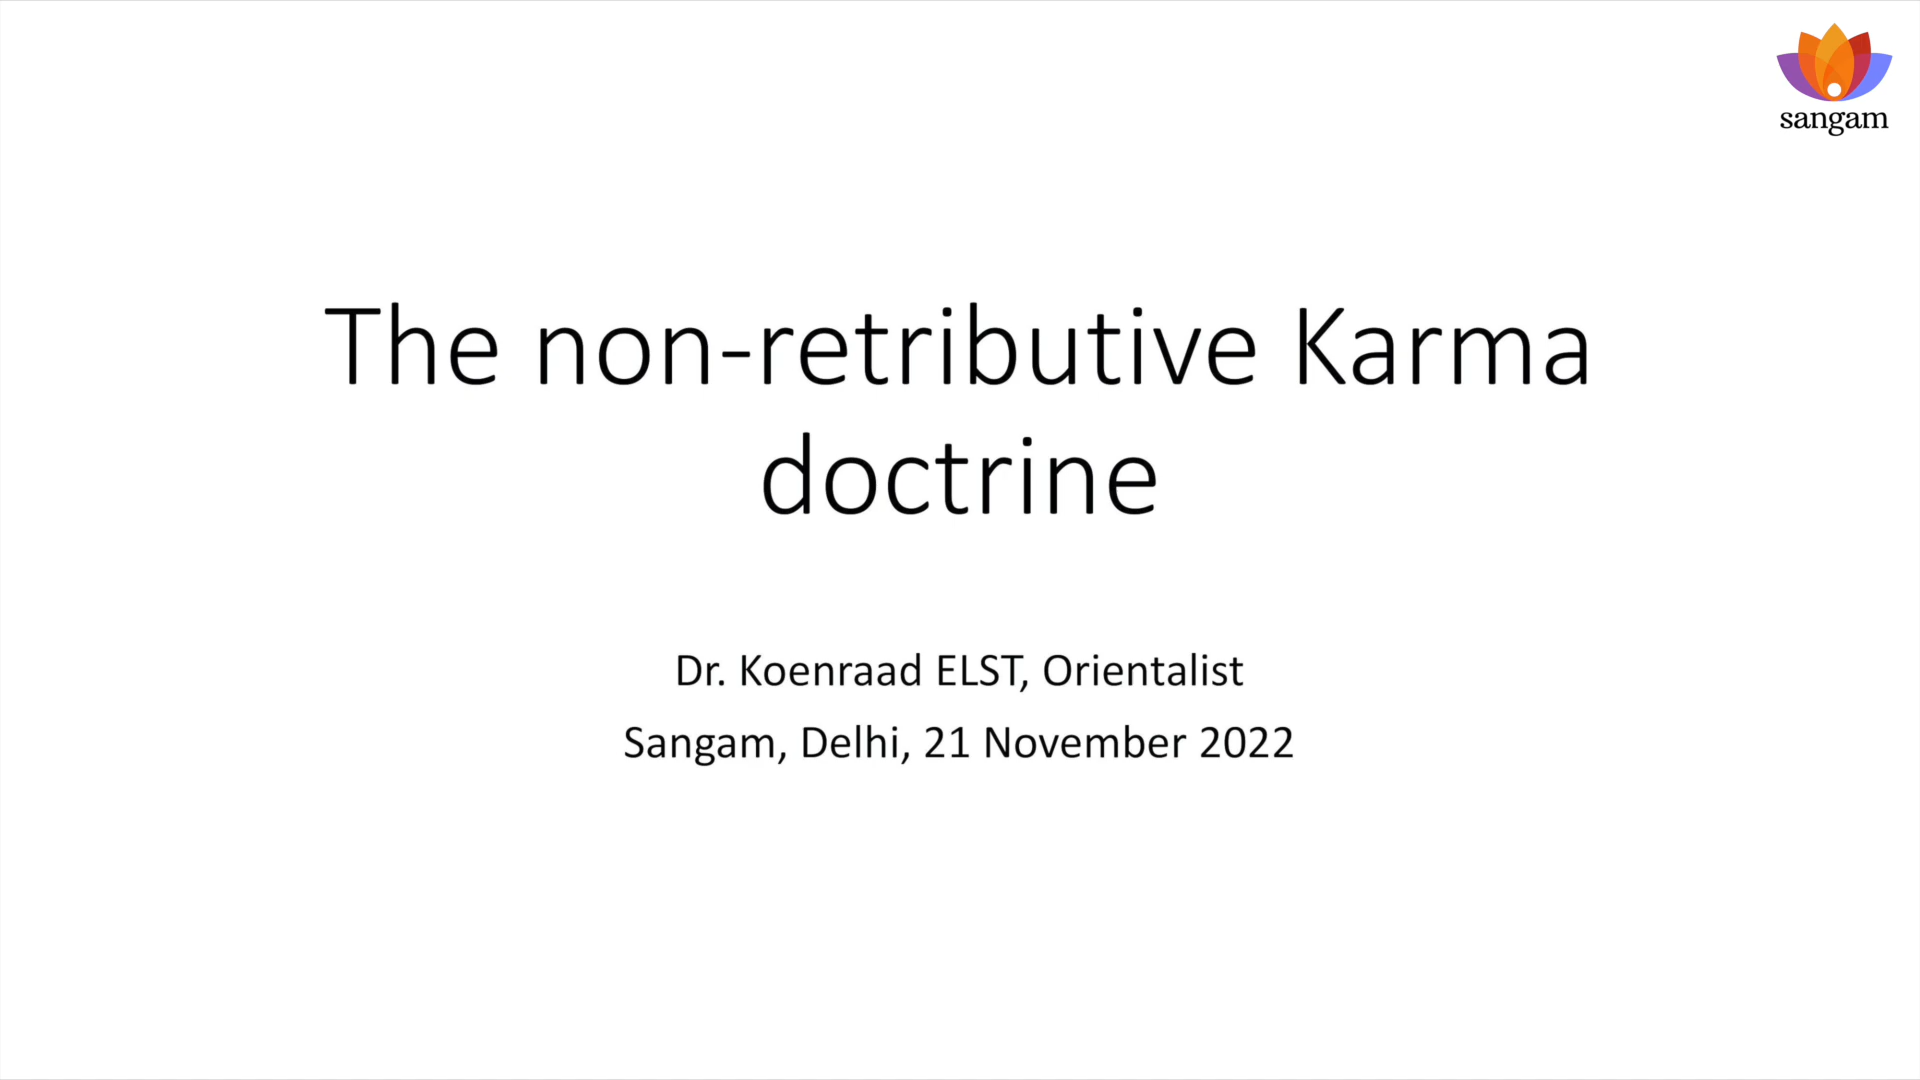 sangam
The non-retributive Karma
doctrine
Dr. Koenraad ELST, Orientalist
Sangam, Delhi, 21 November 2022